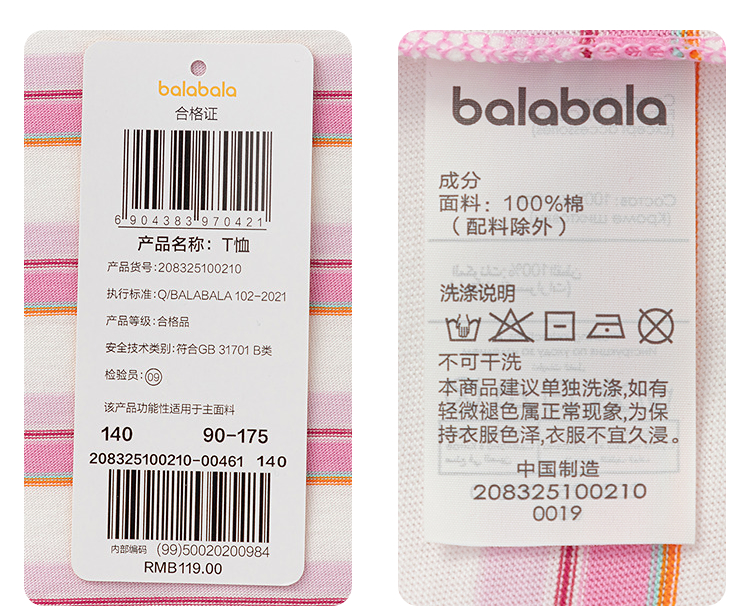 balabala
合格证
6 904383 970421
产品名称：T恤
产品货号:208325100210
执行标准:Q/BALABALA 102-2021
产品等级:合格品
安全技术类别:符合GB 31701 B类
检验员:09
该产品功能性适用于主面料
140 90-175
208325100210-00461 140
内部编码 (99)50020200984
RMB119.00
balabala
成分
面料：100%棉
（配料除外）
洗涤说明
不可干洗
本商品建议单独洗涤,如有
轻微褪色属正常现象,为保
持衣服色泽,衣服不宜久浸。
中国制造
208325100210
0019